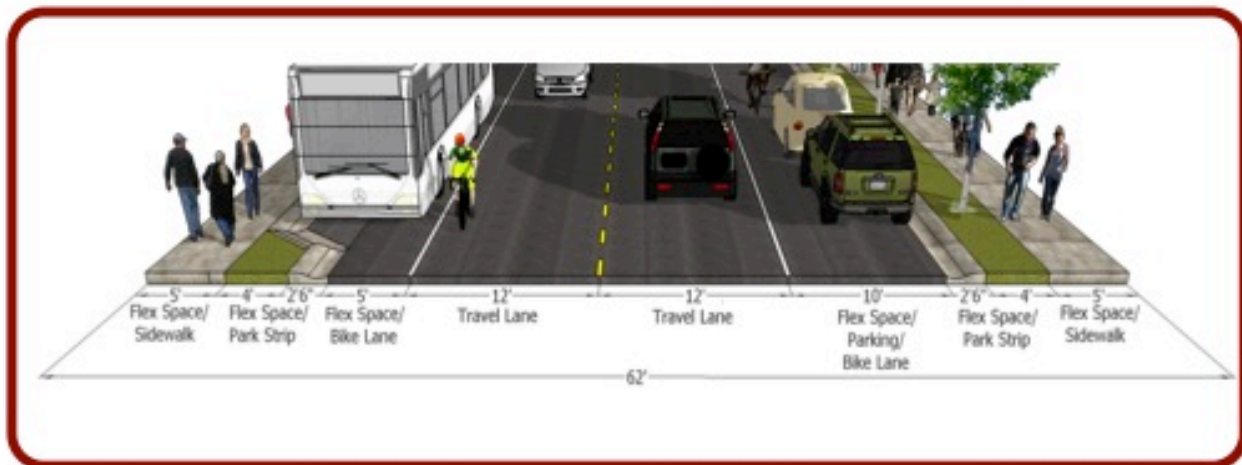 5' 4' 2'6" 5' 12' 12' 10' 2'6" 4' 5'
Flex Space/
Sidewalk
Flex Space/
Park Strip
Flex Space/
Bike Lane
Travel Lane
Travel Lane
Flex Space/
Parking/
Bike Lane
Flex Space/
Park Strip
Flex Space/
Sidewalk
62'